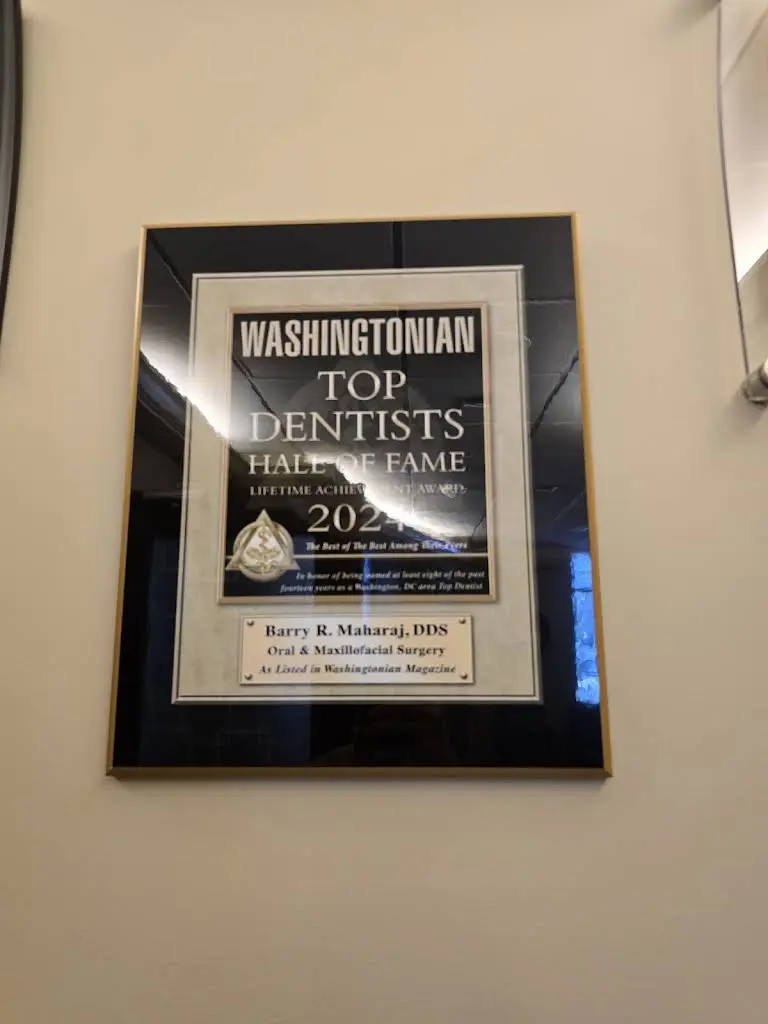 WASHINGTONIAN
TOP
DENTISTS
HALL OF FAME
LIFETIME ACHIEVEMENT AWARD
2024
The Best of The Best Among Their Peers
In honor of being voted at least eight of the past
fourteen years as a Washington, DC area Top Dentist
Barry R. Maharaj, DDS
Oral & Maxillofacial Surgery
As Listed in Washingtonian Magazine